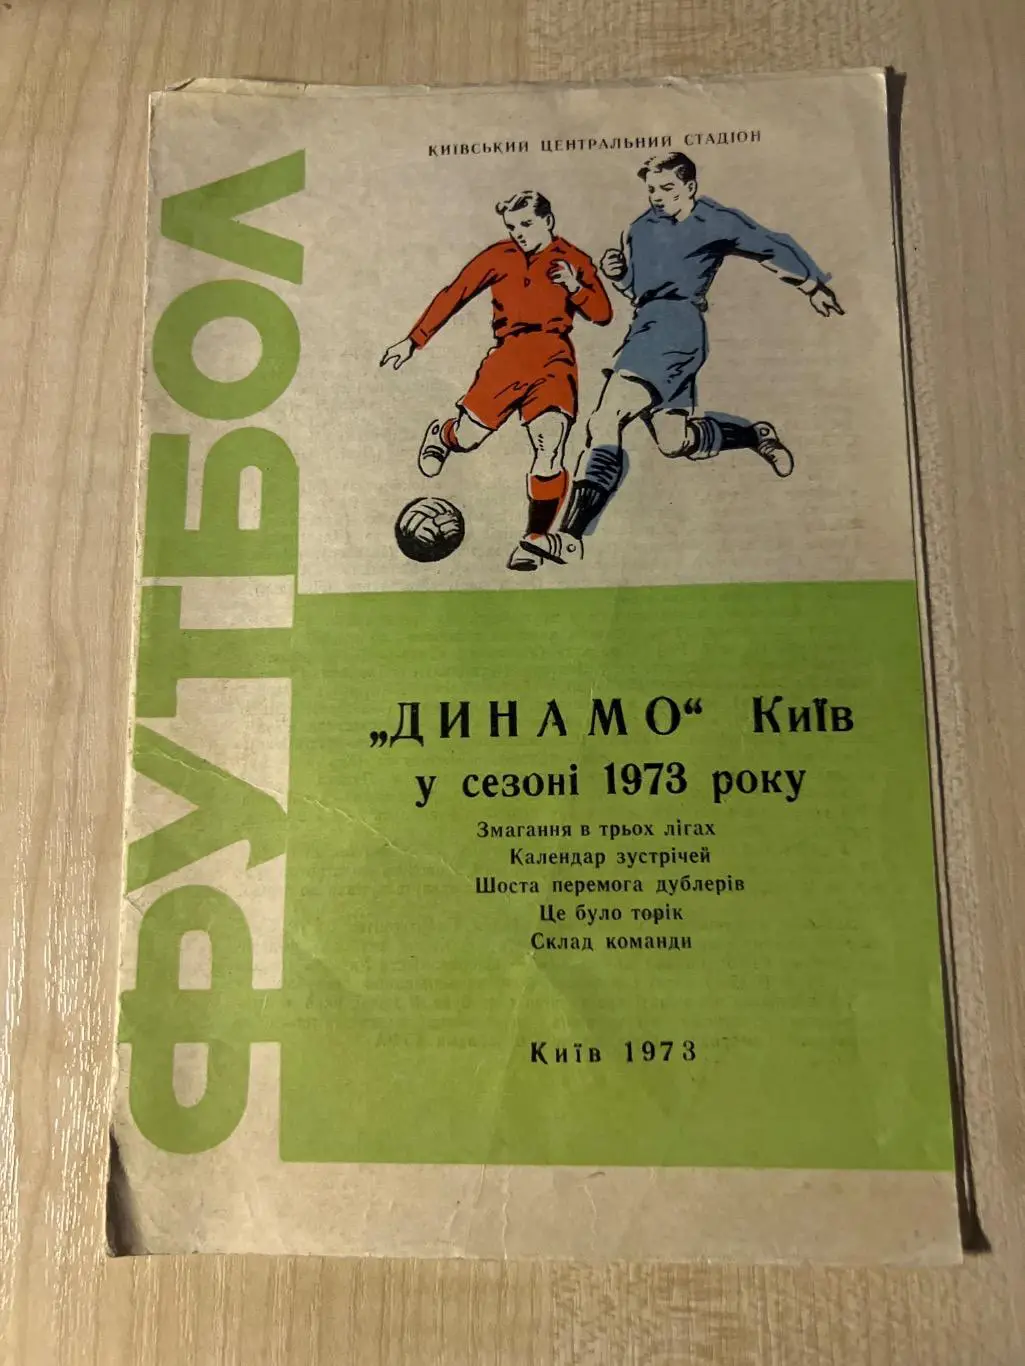 КИЇВСЬКИЙ ЦЕНТРАЛЬНИЙ СТАДІОН
ФУТБОЛ
„ДИНАМО“ Київ
у сезоні 1973 року
Змагання в трьох лігах
Календар зустрічей
Шоста перемога дублерів
Це було торік
Склад команди
Київ 1973